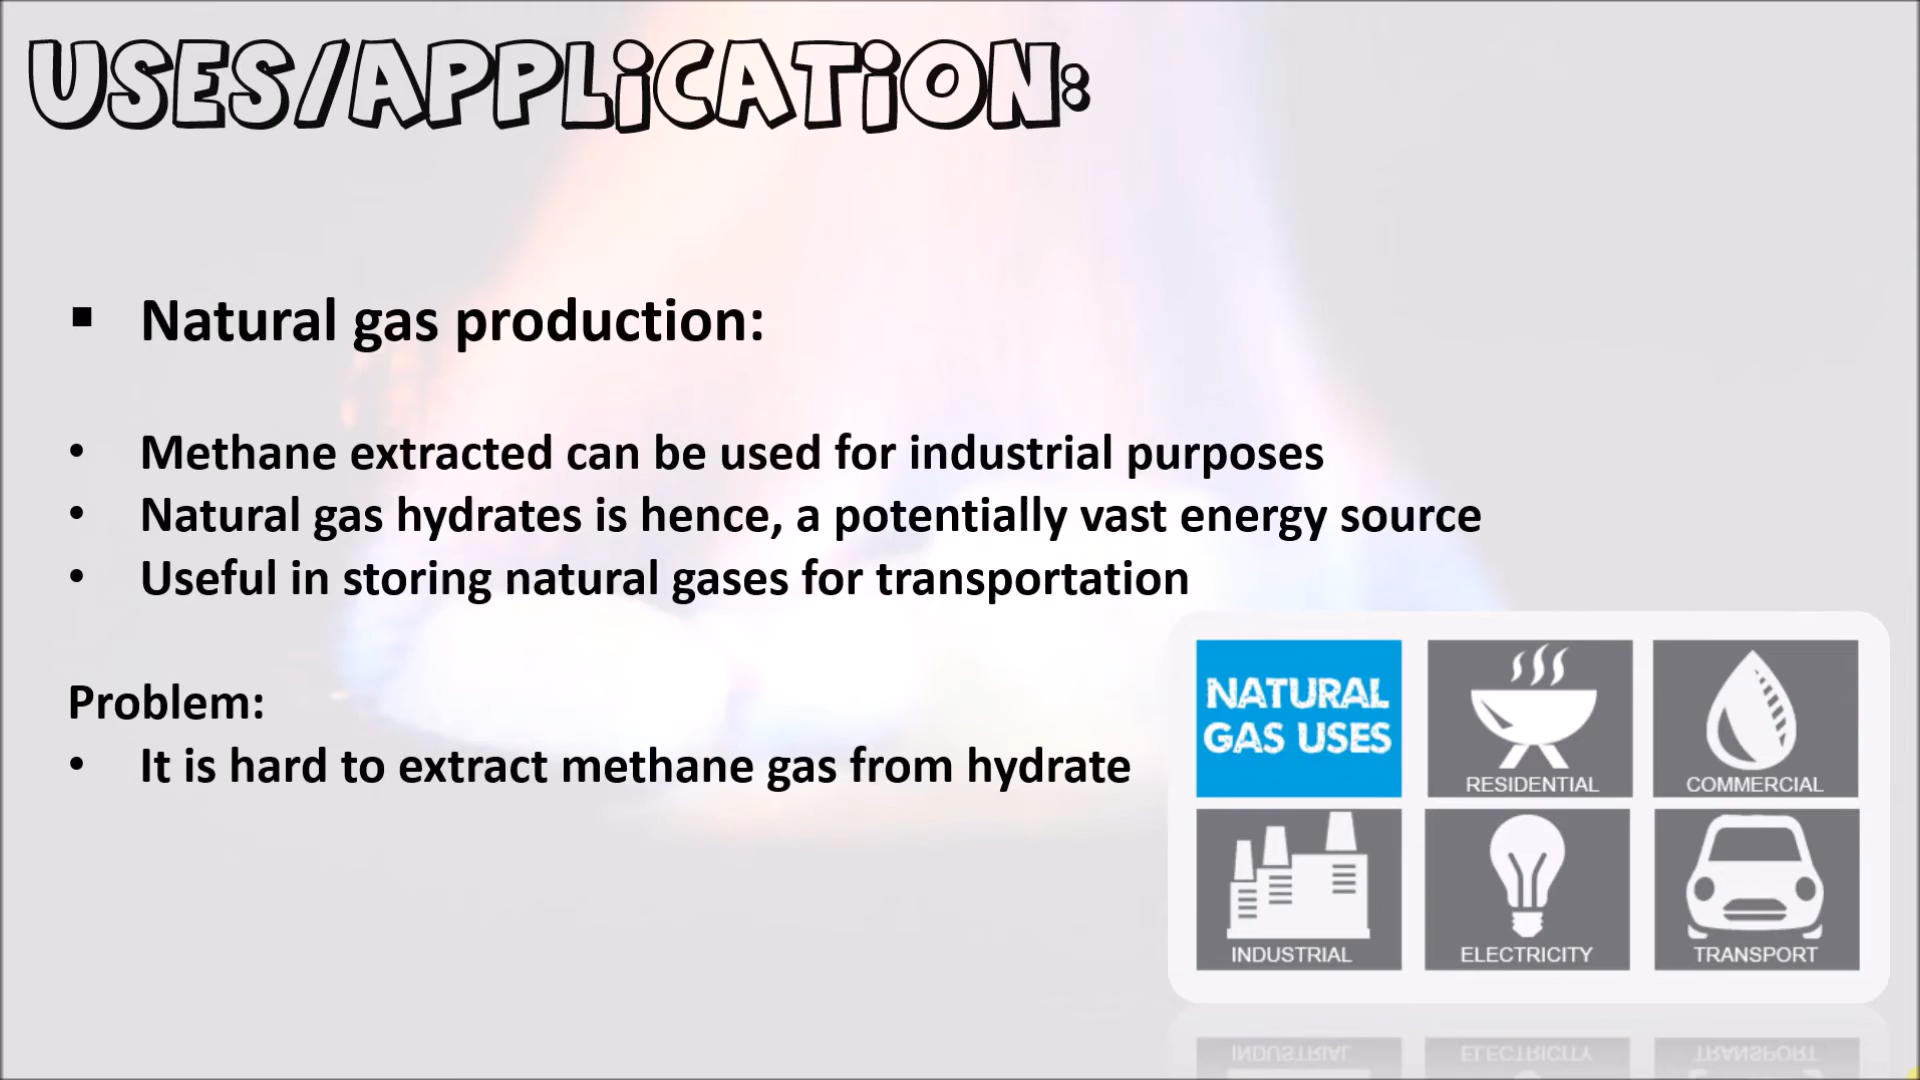 USES/APPLICATION:
▪ Natural gas production:
• Methane extracted can be used for industrial purposes
• Natural gas hydrates is hence, a potentially vast energy source
• Useful in storing natural gases for transportation
Problem:
• It is hard to extract methane gas from hydrate
NATURAL
GAS USES
RESIDENTIAL
COMMERCIAL
INDUSTRIAL
ELECTRICITY
TRANSPORT